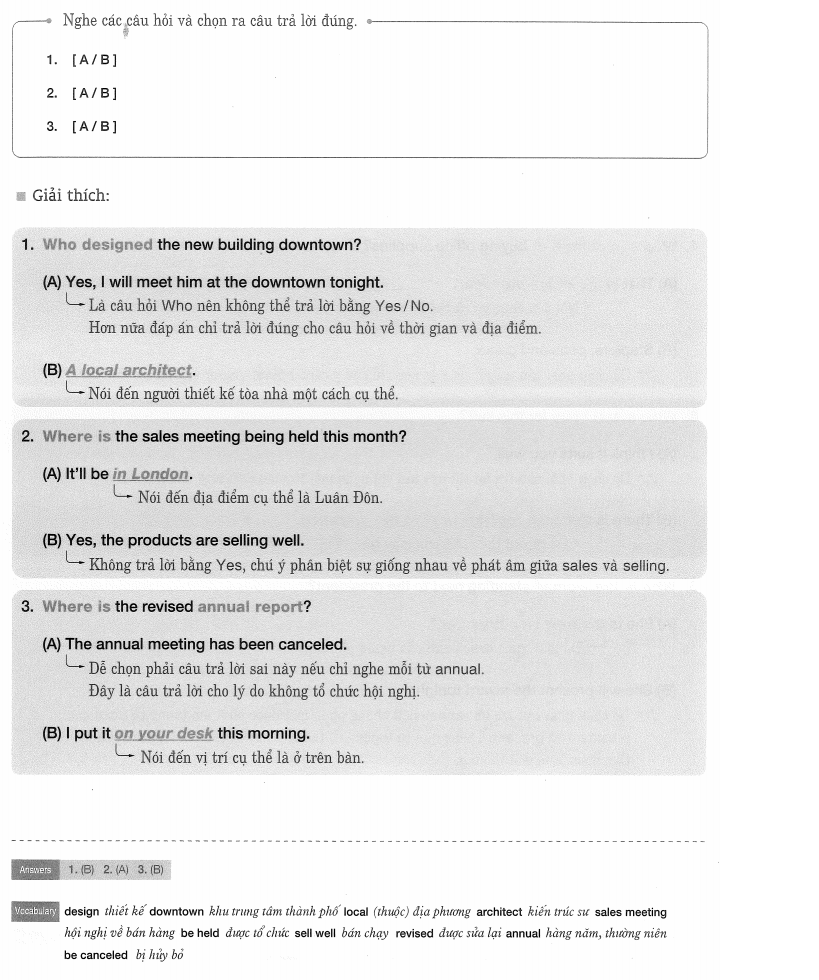 Nghe các câu hỏi và chọn ra câu trả lời đúng.
1. [ A / B ]
2. [ A / B ]
3. [ A / B ]
Giải thích:
1. Who designed the new building downtown?
(A) Yes, I will meet him at the downtown tonight.
Là câu hỏi Who nên không thể trả lời bằng Yes / No.
Hơn nữa đáp án chỉ trả lời đúng cho câu hỏi về thời gian và địa điểm.
(B) A local architect.
Nói đến người thiết kế tòa nhà một cách cụ thể.
2. Where is the sales meeting being held this month?
(A) It'll be in London.
Nói đến địa điểm cụ thể là Luân Đôn.
(B) Yes, the products are selling well.
Không trả lời bằng Yes, chú ý phân biệt sự giống nhau về phát âm giữa sales và selling.
3. Where is the revised annual report?
(A) The annual meeting has been canceled.
Dễ chọn phải câu trả lời sai này nếu chỉ nghe mỗi từ annual.
Đây là câu trả lời cho lý do không tổ chức hội nghị.
(B) I put it on your desk this morning.
Nói đến vị trí cụ thể là ở trên bàn.
Answers 1. (B) 2. (A) 3. (B)
Vocabulary design thiết kế downtown khu trung tâm thành phố local (thuộc) địa phương architect kiến trúc sư sales meeting
hội nghị về bán hàng be held được tổ chức sell well bán chạy revised được sửa lại annual hàng năm, thường niên
be canceled bị hủy bỏ